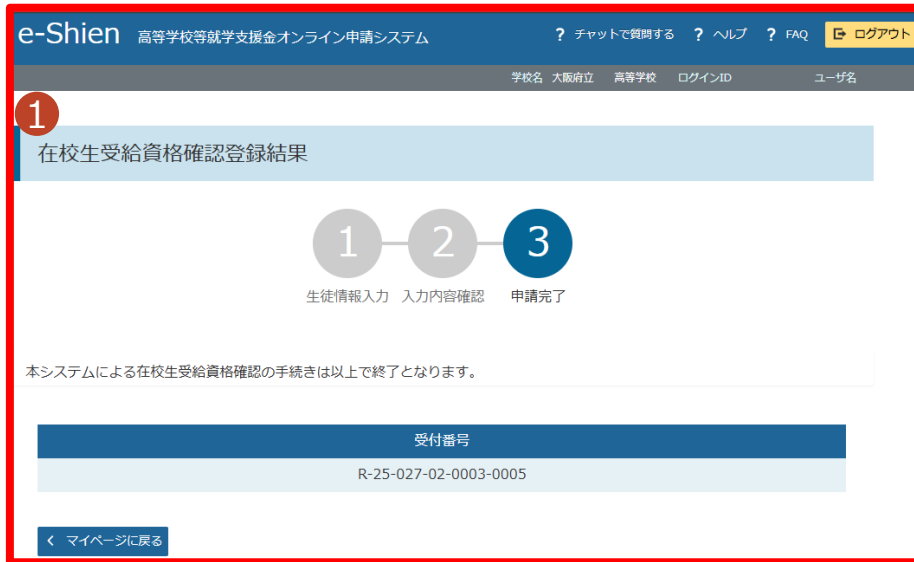 e-Shien 高等学校等就学支援金オンライン申請システム ? チャットで質問する ? ヘルプ ? FAQ ログアウト
学校名 大阪府立 高等学校 ログインID ユーザ名
1
在校生受給資格確認登録結果
1 2 3
生徒情報入力 入力内容確認 申請完了
本システムによる在校生受給資格確認の手続きは以上で終了となります。
受付番号
R-25-027-02-0003-0005
マイページに戻る